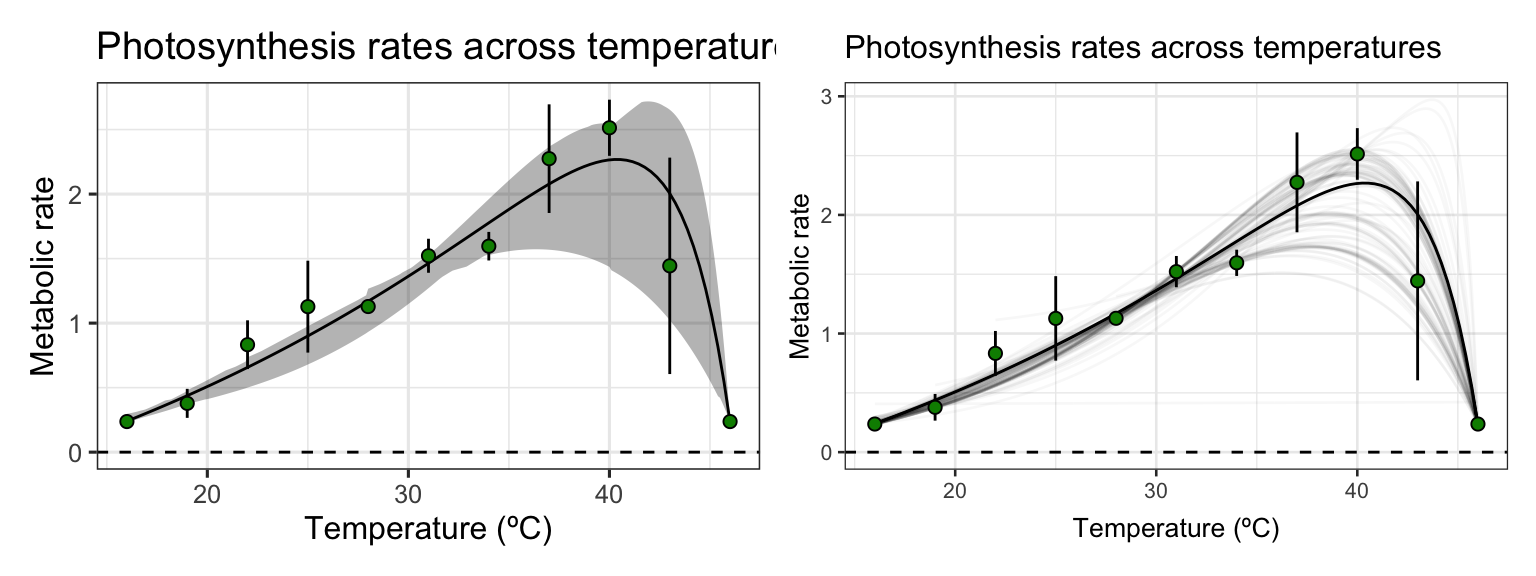 Photosynthesis rates across temperatur
Metabolic rate
2
1
0
20 30 40
Temperature (ºC)
Photosynthesis rates across temperatures
Metabolic rate
3
2
1
0
20 30 40
Temperature (ºC)